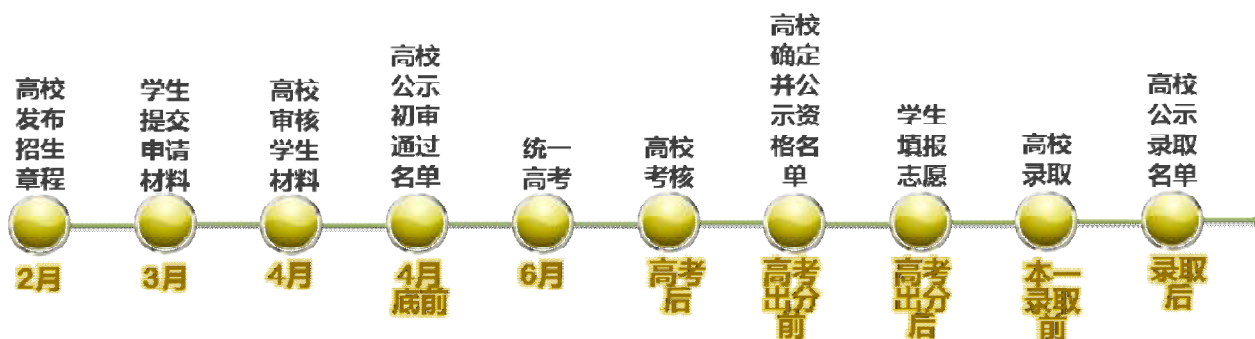 高校
发布
招生
章程
2月
学生
提交
申请
材料
3月
高校
审核
学生
材料
4月
高校
公示
初审
通过
名单
4月
底前
统一
高考
6月
高校
考核
高考
后
高校
确定
并公
示资
格名
单
高考
出分
前
学生
填报
志愿
高考
出分
后
高校
录取
本一
录取
前
高校
公示
录取
名单
录取
后